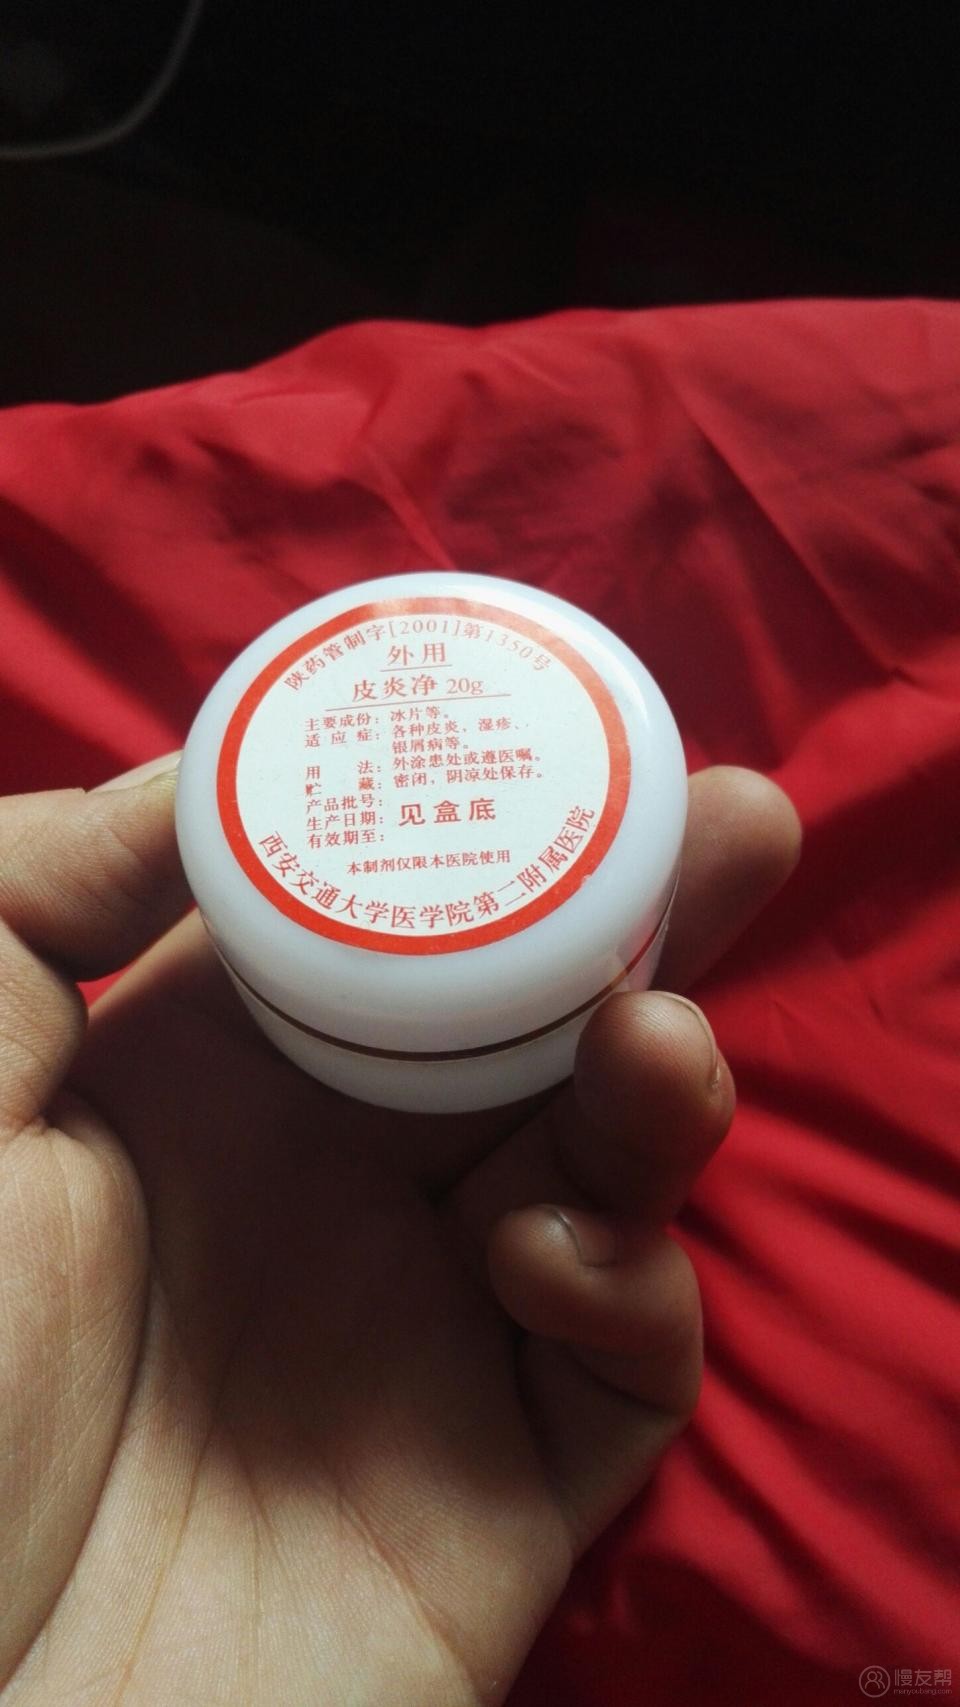 陕药管制字[2001]第1350号
外用
皮炎净 20g
主要成份：冰片等。
适应症：各种皮炎，湿疹、
银屑病等。
用法：外涂患处或遵医嘱。
贮藏：密闭，阴凉处保存。
产品批号：
生产日期：见盒底
有效期至：
本制剂仅限本医院使用
西安交通大学医学院第二附属医院
慢友帮
manyoubang.com